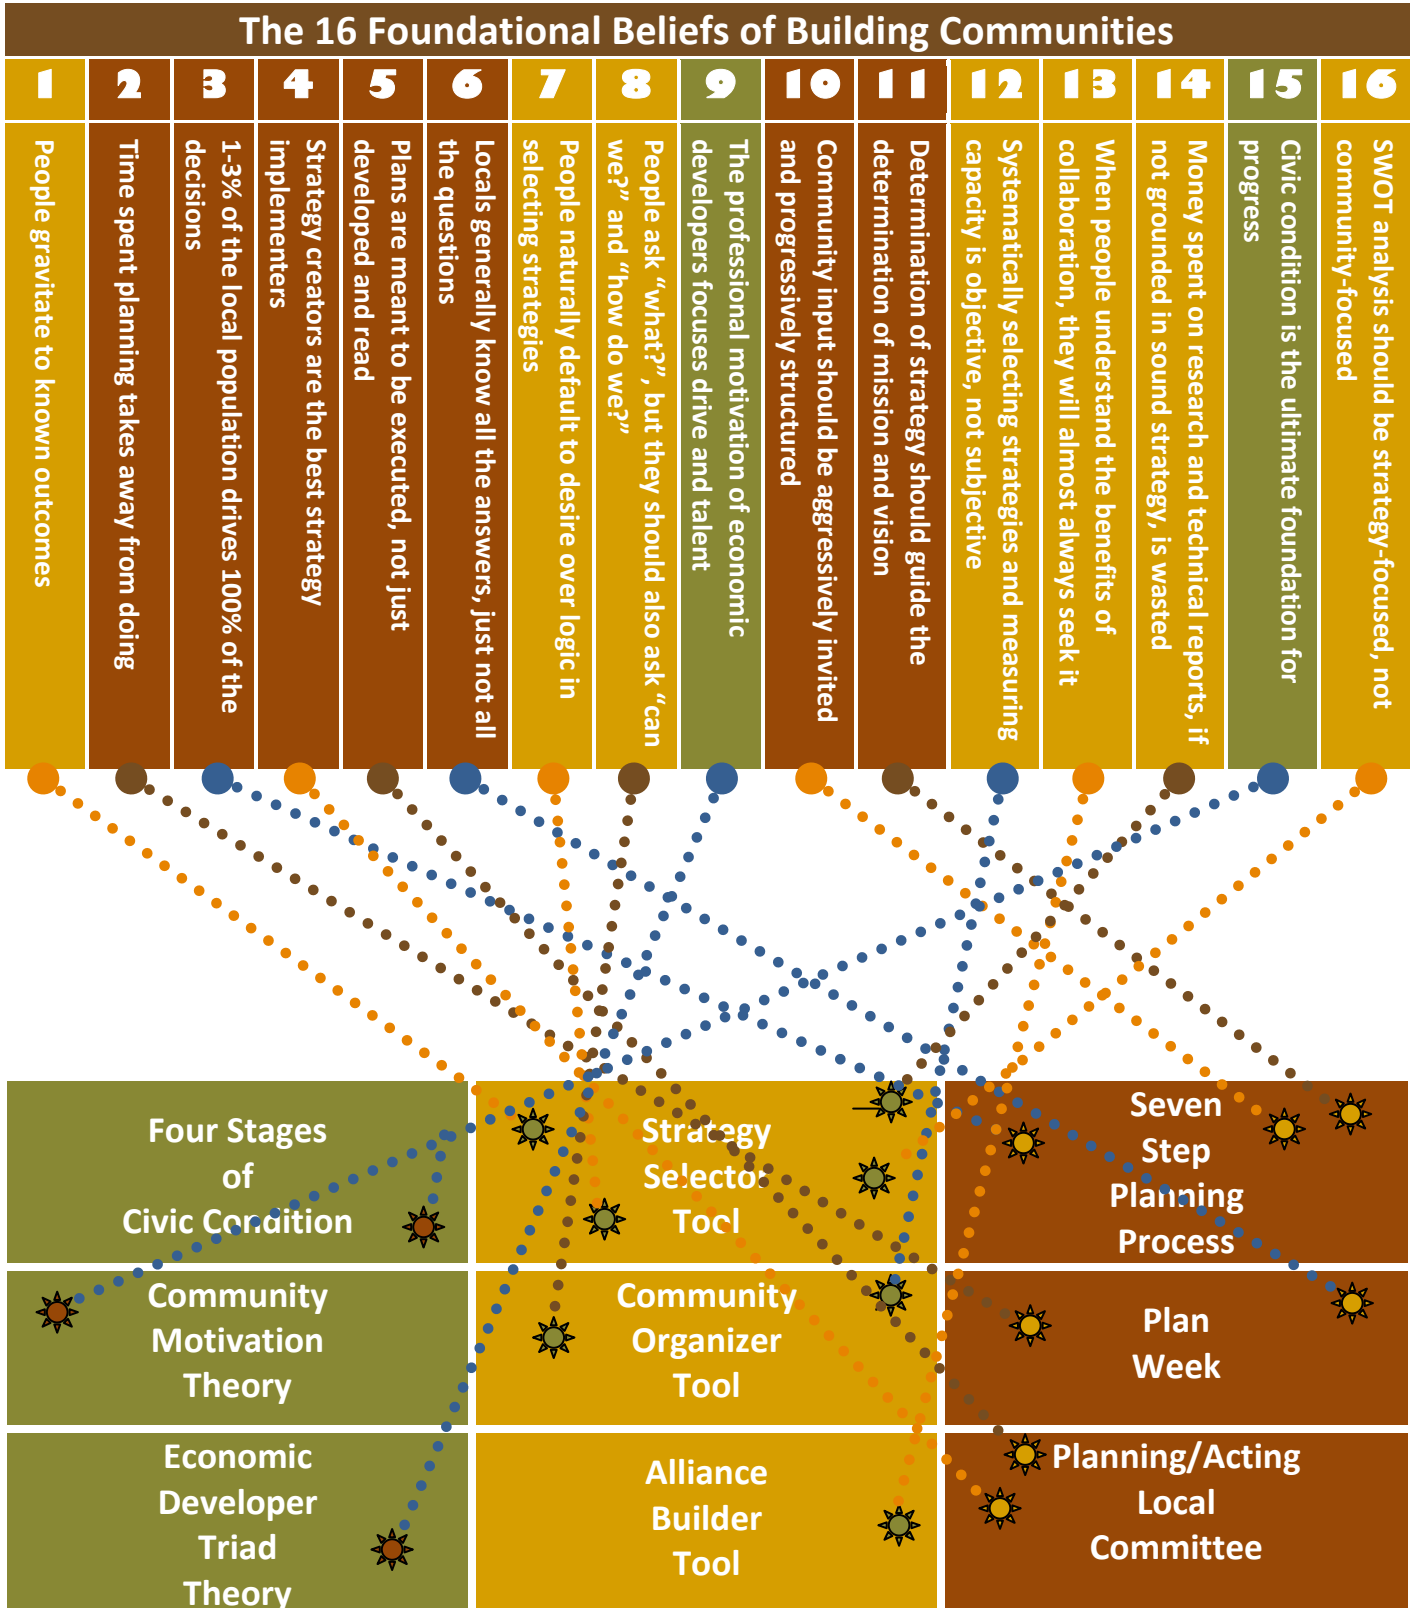 The 16 Foundational Beliefs of Building Communities
1
2
3
4
5
6
7
8
9
10
11
12
13
14
15
16
People gravitate to known outcomes
Time spent planning takes away from doing
1-3% of the local population drives 100% of the
decisions
Strategy creators are the best strategy
implementers
Plans are meant to be executed, not just
developed and read
Locals generally know all the answers, just not all
the questions
People naturally default to desire over logic in
selecting strategies
People ask “what?”, but they should also ask “can
we?” and “how do we?”
The professional motivation of economic
developers focuses drive and talent
Community input should be aggressively invited
and progressively structured
Determination of strategy should guide the
determination of mission and vision
Systematically selecting strategies and measuring
capacity is objective, not subjective
When people understand the benefits of
collaboration, they will almost always seek it
Money spent on research and technical reports, if
not grounded in sound strategy, is wasted
Civic condition is the ultimate foundation for
progress
SWOT analysis should be strategy-focused, not
community-focused
Four Stages
of
Civic Condition
Strategy
Selector
Tool
Seven
Step
Planning
Process
Community
Motivation
Theory
Community
Organizer
Tool
Plan
Week
Economic
Developer
Triad
Theory
Alliance
Builder
Tool
Planning/Acting
Local
Committee